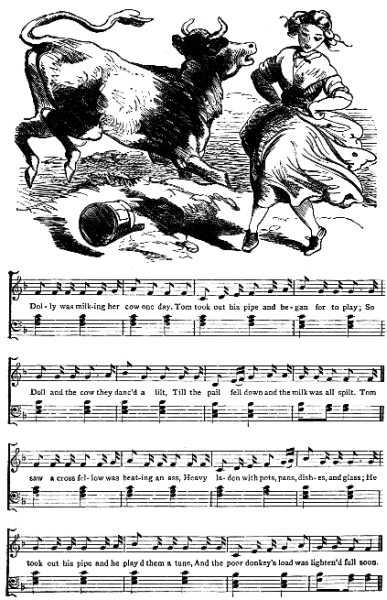 Dol-ly was milk-ing her cow one day. Tom took out his pipe and be-gan for to play; So
Doll and the cow they danc'd a lilt, Till the pail fell down and the milk was all spilt. Tom
saw a cross fel-low was beat-ing an ass, Heavy la-den with pots, pans, dish-es, and glass; He
took out his pipe and he play'd them a tune, And the poor donkey's load was lighten'd full soon.